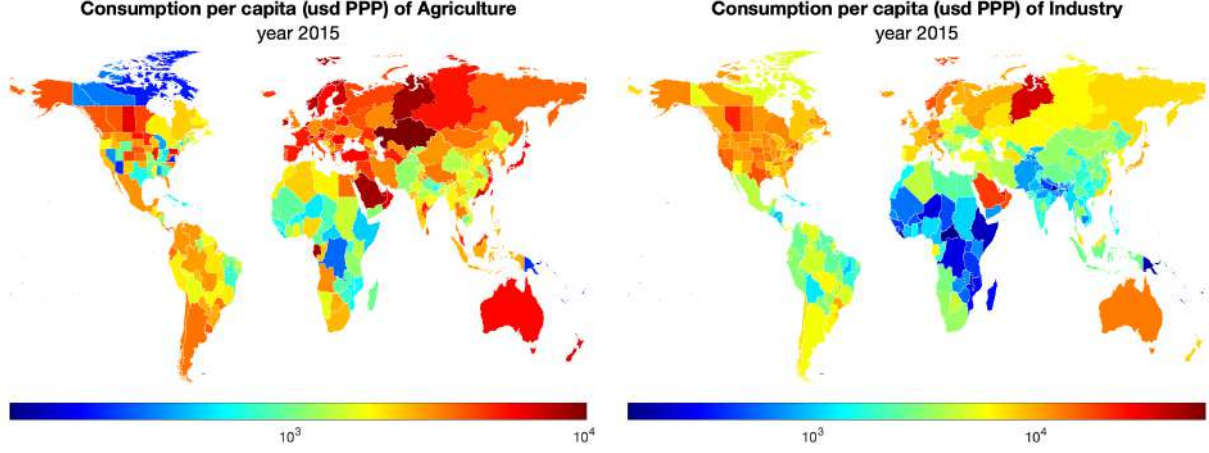 Consumption per capita (usd PPP) of Agriculture
year 2015
10³
10⁴
Consumption per capita (usd PPP) of Industry
year 2015
10³
10⁴